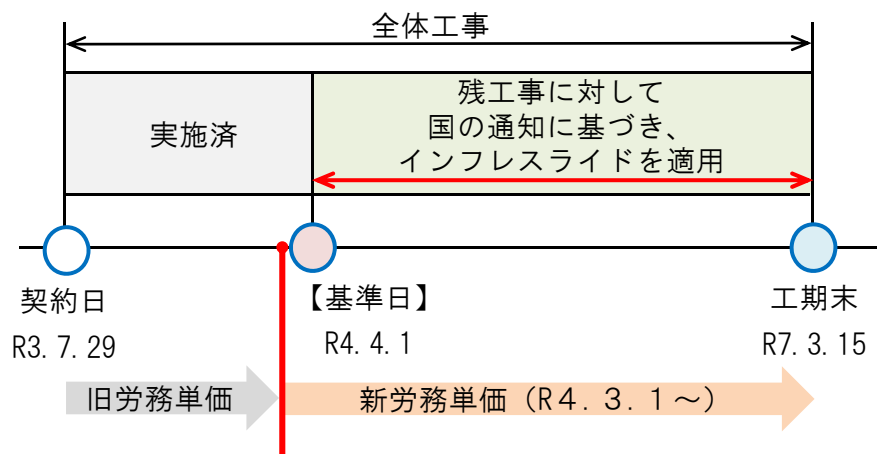 全体工事
実施済
残工事に対して
国の通知に基づき、
インフレスライドを適用
契約日
【基準日】
工期末
R3.7.29
R4.4.1
R7.3.15
旧労務単価
新労務単価（R４.３.１～）